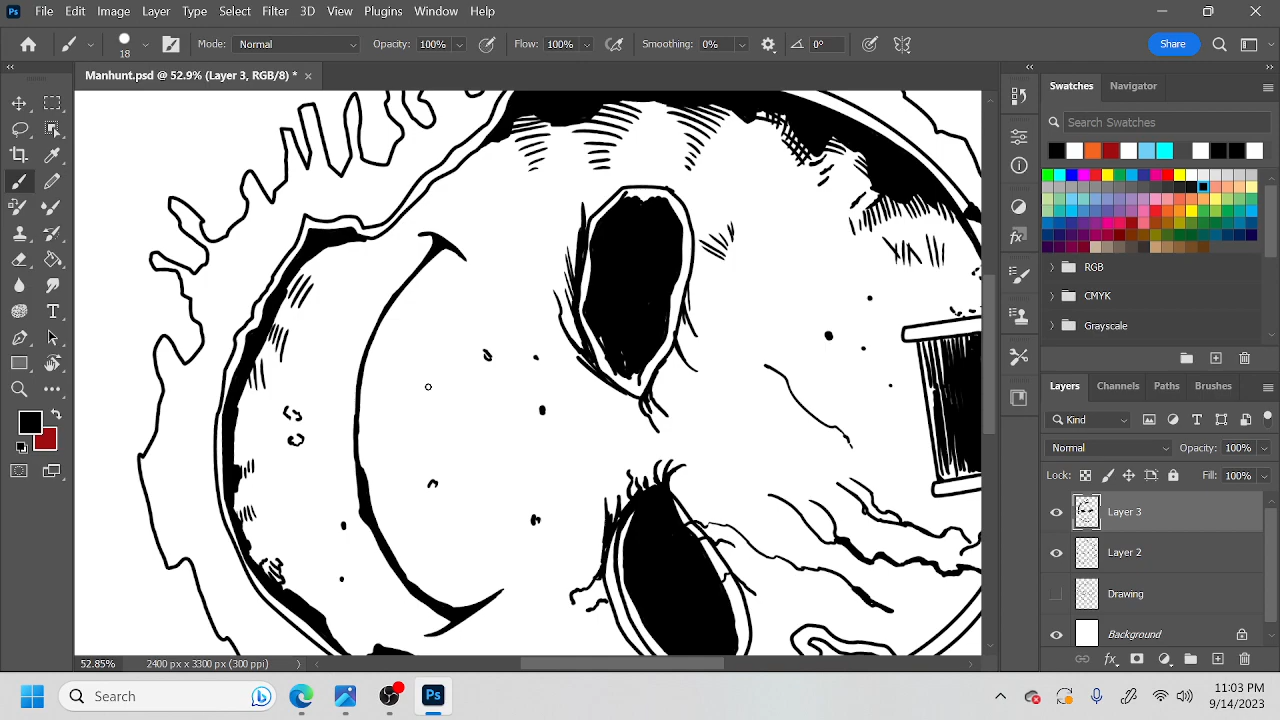 Ps File Edit Image Layer Type Select Filter 3D View Plugins Window Help
18 Mode: Normal Opacity: 100% Flow: 100% Smoothing: 0% 0° Share
Manhunt.psd @ 52.9% (Layer 3, RGB/8) *
Swatches Navigator
Search Swatches
RGB
CMYK
Grayscale
Layers Channels Paths Brushes
Kind
Normal Opacity: 100%
Lock: Fill: 100%
Layer 3
Layer 2
Drawing
Background
52.85% 2400 px x 3300 px (300 ppi)
Search
Ps
11:03 PM
9/14/2023